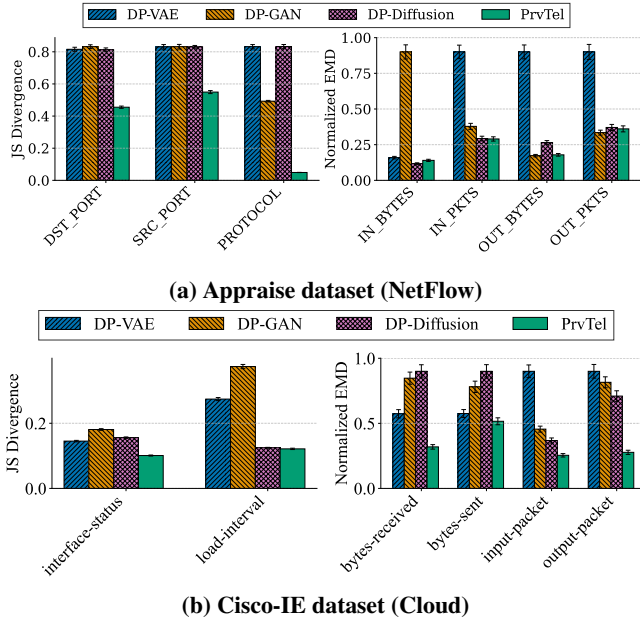 DP-VAE DP-GAN DP-Diffusion PrvTel
JS Divergence
0.8
0.6
0.4
0.2
0.0
DST_PORT
SRC_PORT
PROTOCOL
Normalized EMD
1.00
0.75
0.50
0.25
0.00
IN_BYTES
IN_PKTS
OUT_BYTES
OUT_PKTS
(a) Appraise dataset (NetFlow)
DP-VAE DP-GAN DP-Diffusion PrvTel
JS Divergence
0.2
0.0
interface-status
load-interval
Normalized EMD
1.0
0.5
0.0
bytes-received
bytes-sent
input-packet
output-packet
(b) Cisco-IE dataset (Cloud)